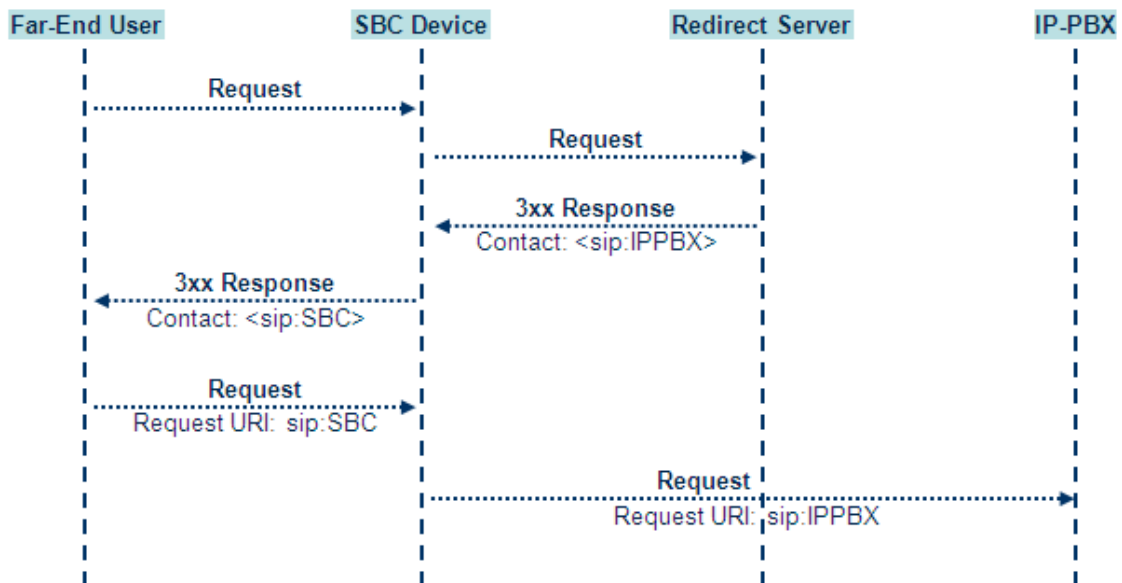 Far-End User SBC Device Redirect Server IP-PBX
Request
Request
3xx Response
Contact: <sip:IPPBX>
3xx Response
Contact: <sip:SBC>
Request
Request URI: sip:SBC
Request
Request URI: sip:IPPBX